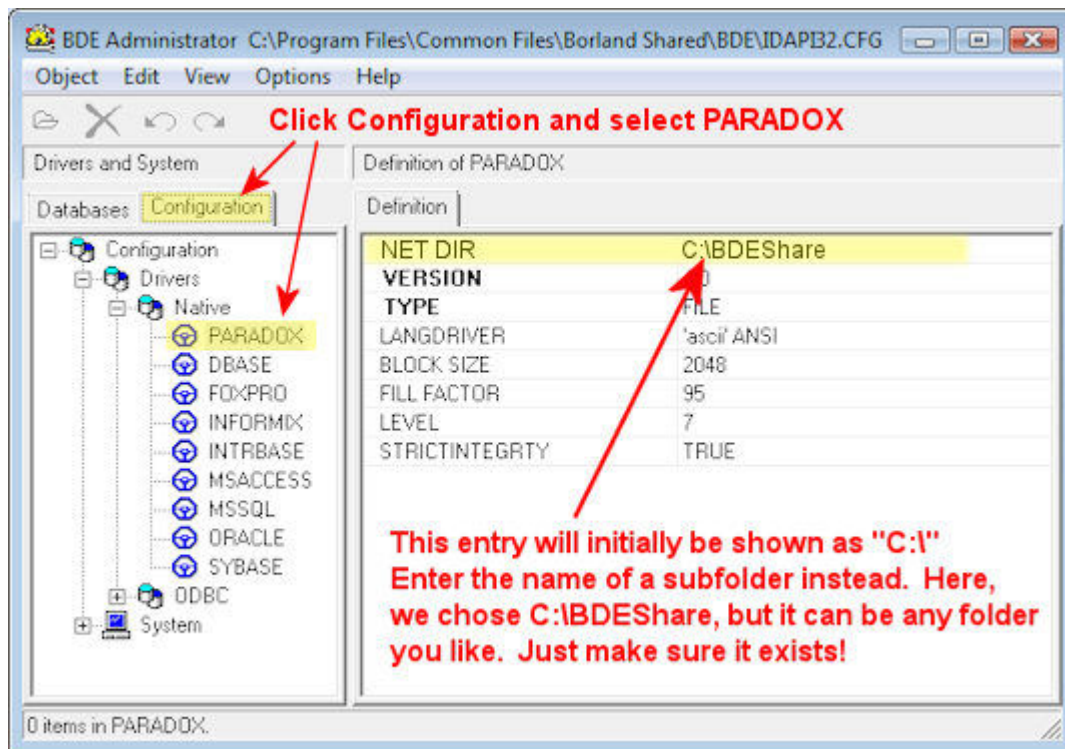 BDE Administrator C:\Program Files\Common Files\Borland Shared\BDE\IDAPI32.CFG
Object Edit View Options Help
Click Configuration and select PARADOX
Drivers and System
Definition of PARADOX
Databases Configuration
Definition
Configuration
Drivers
Native
PARADOX
DBASE
FOXPRO
INFORMIX
INTRBASE
MSACCESS
MSSQL
ORACLE
SYBASE
ODBC
System
NET DIR C:\BDEShare
VERSION
TYPE FILE
LANGDRIVER 'ascii' ANSI
BLOCK SIZE 2048
FILL FACTOR 95
LEVEL 7
STRICTINTEGRTY TRUE
This entry will initially be shown as "C:\"
Enter the name of a subfolder instead. Here,
we chose C:\BDEShare, but it can be any folder
you like. Just make sure it exists!
0 items in PARADOX.